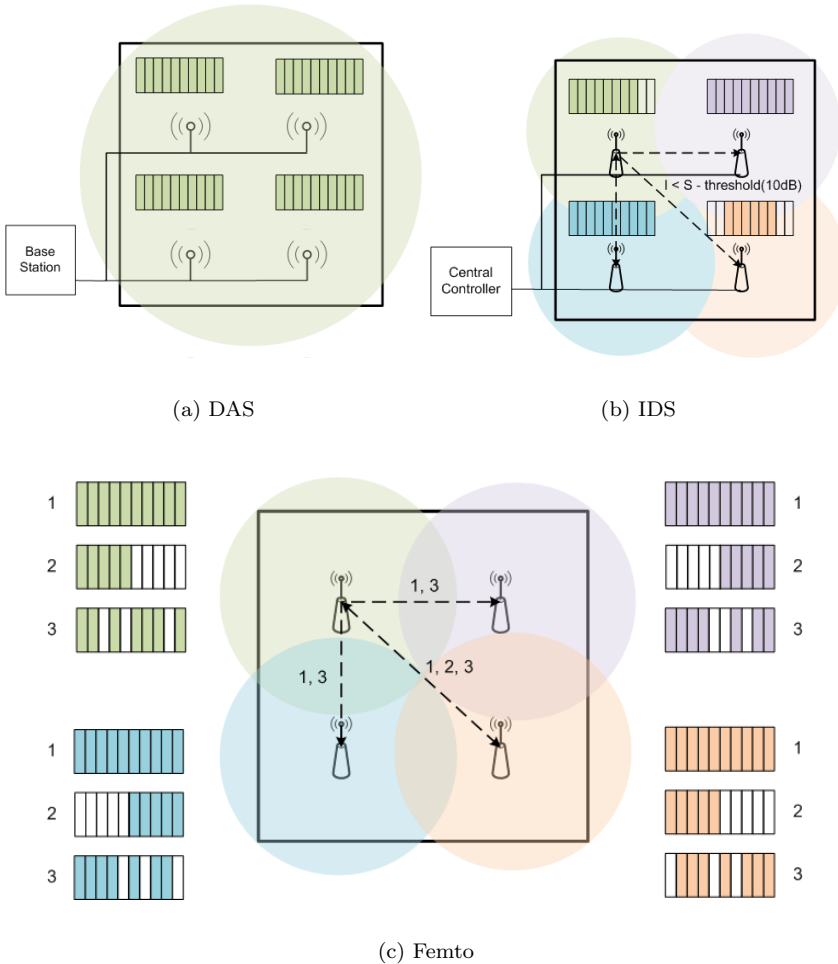 Base
Station
I < S - threshold(10dB)
Central
Controller
(a) DAS
(b) IDS
1
1
2
2
3
3
1, 3
1, 3
1, 2, 3
1
1
2
2
3
3
(c) Femto